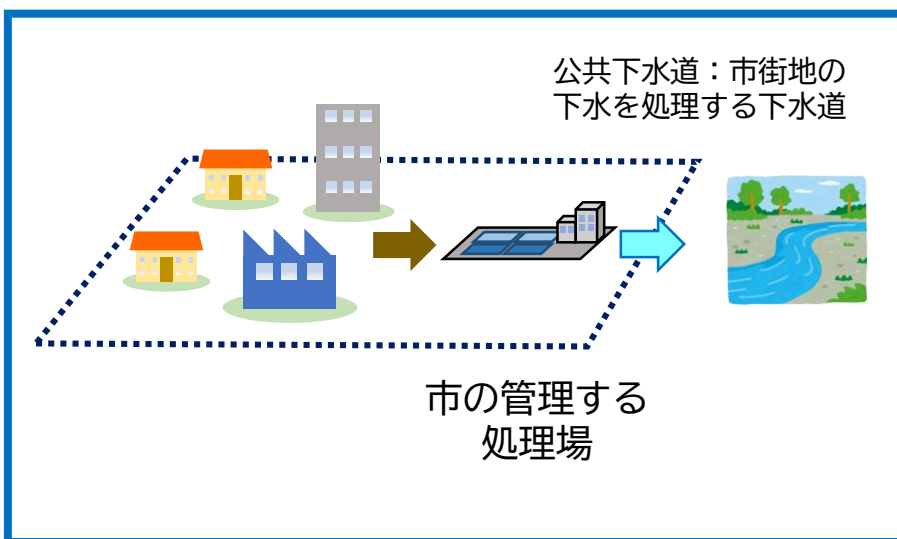 公共下水道：市街地の
下水を処理する下水道
市の管理する
処理場